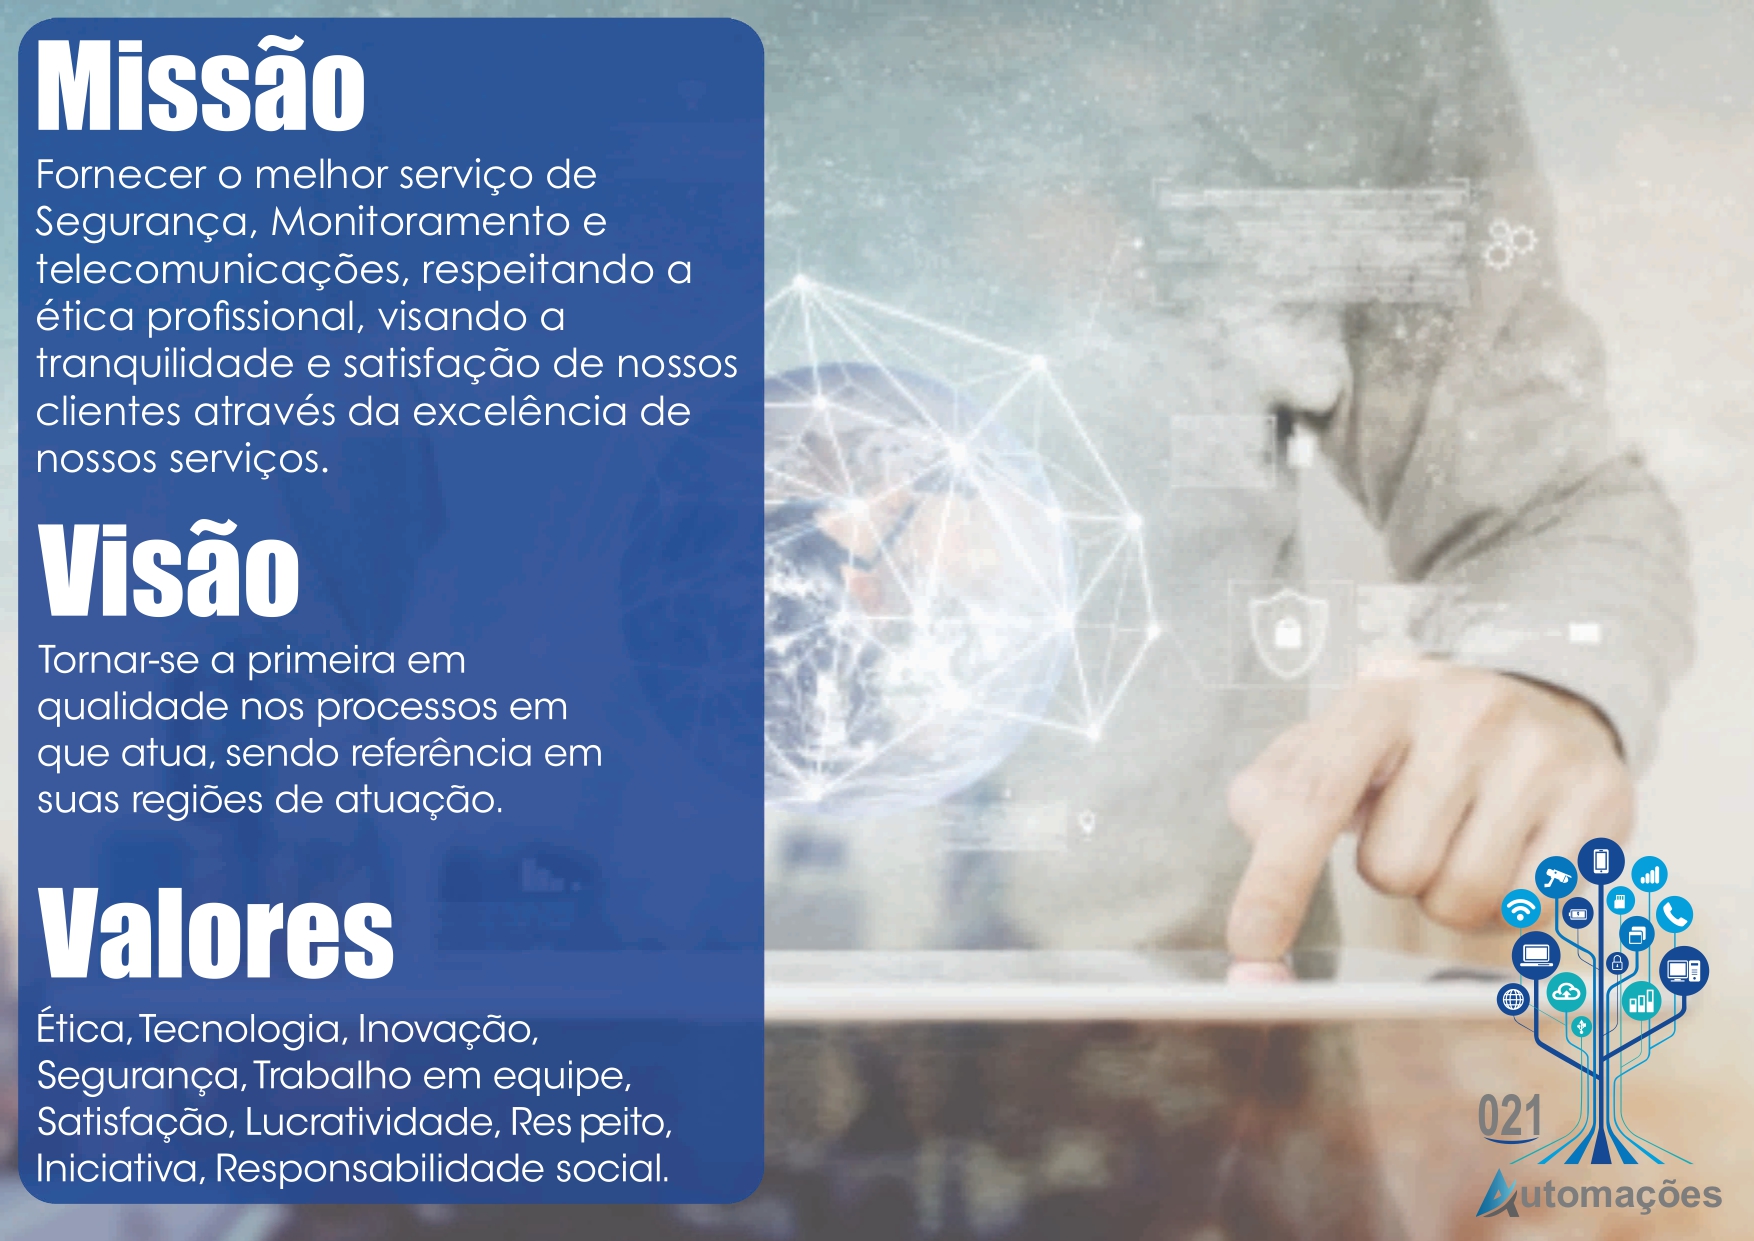 Missão
Fornecer o melhor serviço de
Segurança, Monitoramento e
telecomunicações, respeitando a
ética profissional, visando a
tranquilidade e satisfação de nossos
clientes através da excelência de
nossos serviços.
Visão
Tornar-se a primeira em
qualidade nos processos em
que atua, sendo referência em
suas regiões de atuação.
Valores
Ética, Tecnologia, Inovação,
Segurança, Trabalho em equipe,
Satisfação, Lucratividade, Res peito,
Iniciativa, Responsabilidade social.
021
Automações